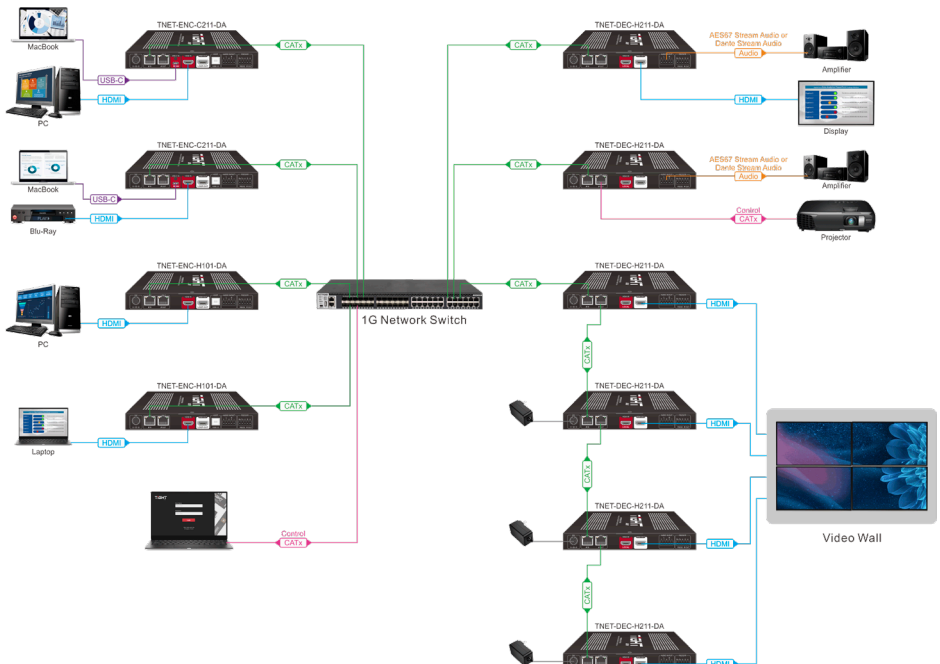 TNET-ENC-C211-DA
CATx
MacBook
USB-C
HDMI
PC
TNET-DEC-H211-DA
CATx
AES67 Stream Audio or
Dante Stream Audio
Audio
Amplifier
HDMI
Display
TNET-ENC-C211-DA
CATx
MacBook
USB-C
HDMI
Blu-Ray
TNET-DEC-H211-DA
CATx
AES67 Stream Audio or
Dante Stream Audio
Audio
Amplifier
Control
CATx
Projector
TNET-ENC-H101-DA
CATx
HDMI
PC
1G Network Switch
CATx
TNET-DEC-H211-DA
HDMI
CATx
TNET-ENC-H101-DA
CATx
HDMI
Laptop
TNET-DEC-H211-DA
HDMI
CATx
Control
CATx
TNET-DEC-H211-DA
HDMI
CATx
Video Wall
TNET-DEC-H211-DA
HDMI